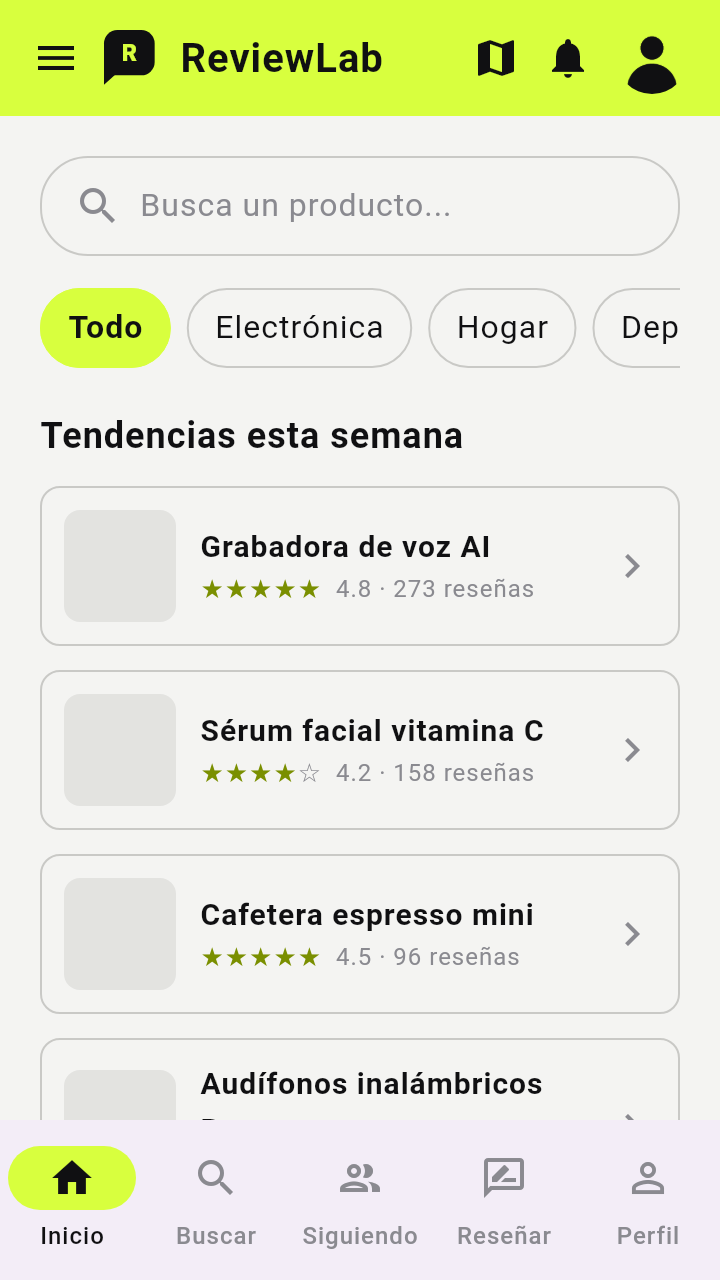 R
ReviewLab
Busca un producto...
Todo
Electrónica
Hogar
Dep
Tendencias esta semana
Grabadora de voz AI
★★★★★ 4.8 · 273 reseñas
Sérum facial vitamina C
★★★★☆ 4.2 · 158 reseñas
Cafetera espresso mini
★★★★★ 4.5 · 96 reseñas
Audífonos inalámbricos
Inicio
Buscar
Siguiendo
Reseñar
Perfil